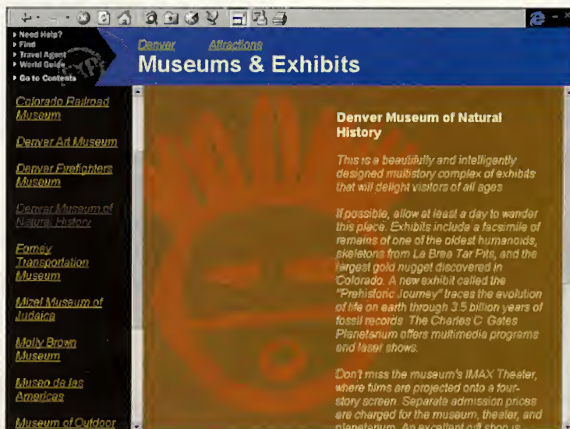 Need Help?
Find
Travel Agent
World Guide
Go to Contents
EXP
Denver Attractions
Museums & Exhibits
Colorado Railroad
Museum
Denver Art Museum
Denver Firefighters
Museum
Denver Museum of
Natural History
Forney
Transportation
Museum
Mizel Museum of
Judaica
Molly Brown
Museum
Museo de las
Americas
Museum of Outdoor
Denver Museum of Natural
History
This is a beautifully and intelligently
designed multistory complex of exhibits
that will delight visitors of all ages
If possible, allow at least a day to wander
this place. Exhibits include a facsimile of
remains of one of the oldest humanoids,
skeletons from La Brea Tar Pits, and the
largest gold nugget discovered in
Colorado. A new exhibit called the
"Prehistoric Journey" traces the evolution
of life on earth through 3.5 billion years of
fossil records. The Charles C. Gates
Planetarium offers multimedia programs
and laser shows.
Don't miss the museum's IMAX Theater,
where films are projected onto a four-
story screen. Separate admission prices
are charged for the museum, theater, and
planetarium. An excellent gift shop is